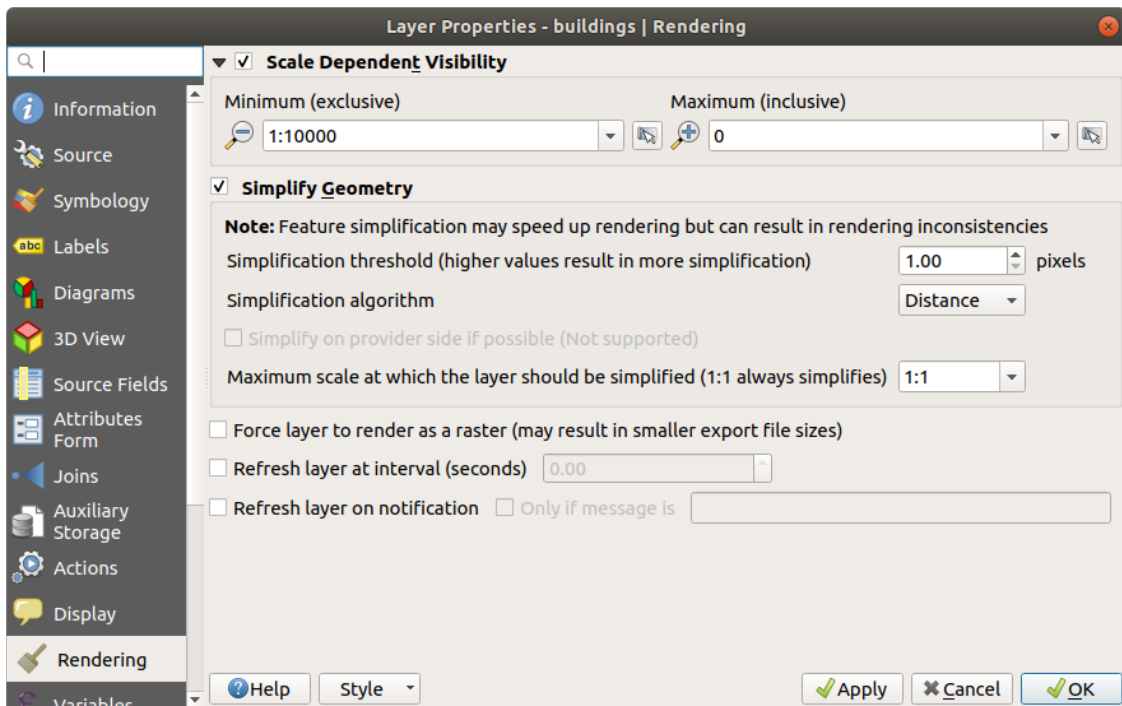 Layer Properties - buildings | Rendering
Information
Source
abc Labels
Symbology
Diagrams
3D View
Source Fields
Attributes
Form
Joins
Auxiliary
Storage
Actions
Display
Rendering
Variables
Scale Dependent Visibility
Minimum (exclusive)
Maximum (inclusive)
1:10000
0
Simplify Geometry
Note: Feature simplification may speed up rendering but can result in rendering inconsistencies
Simplification threshold (higher values result in more simplification) 1.00 pixels
Simplification algorithm Distance
Simplify on provider side if possible (Not supported)
Maximum scale at which the layer should be simplified (1:1 always simplifies) 1:1
Force layer to render as a raster (may result in smaller export file sizes)
Refresh layer at interval (seconds) 0.00
Refresh layer on notification Only if message is
Help Style Apply Cancel OK